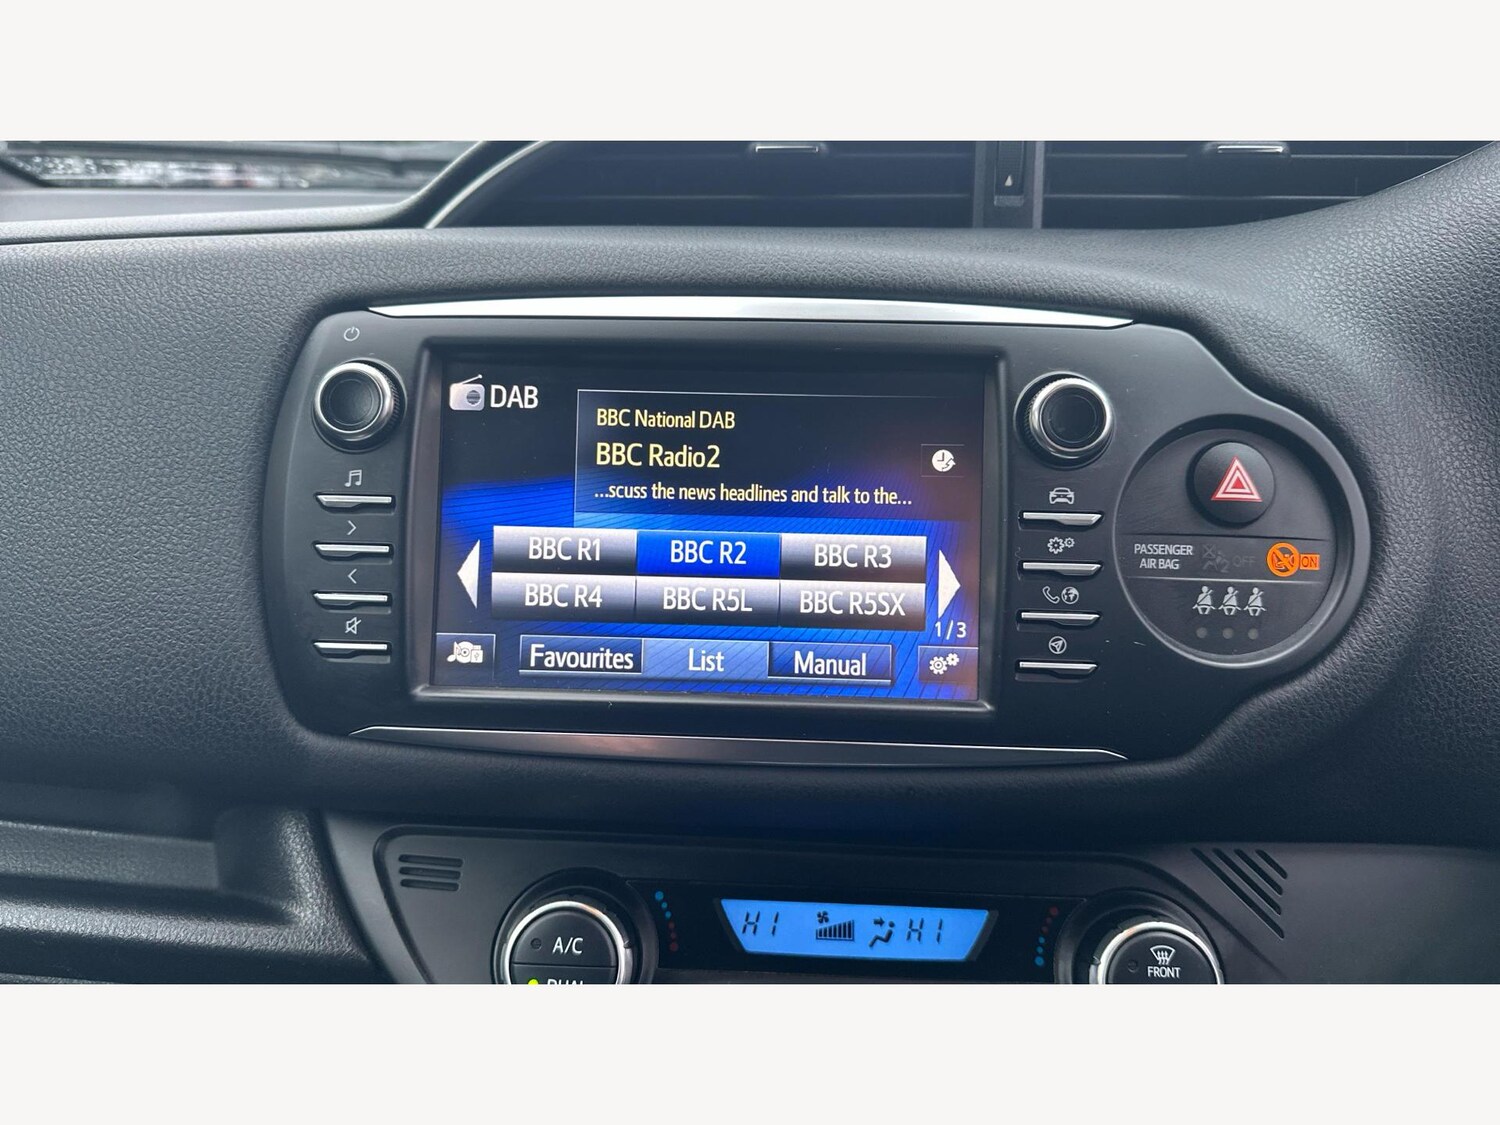 DAB
BBC National DAB
BBC Radio2
...scuss the news headlines and talk to the...
BBC R1 BBC R2 BBC R3
BBC R4 BBC R5L BBC R5SX
1/3
Favourites List Manual
PASSENGER
AIR BAG
OFF
ON
HI HI
A/C
DUAL
FRONT